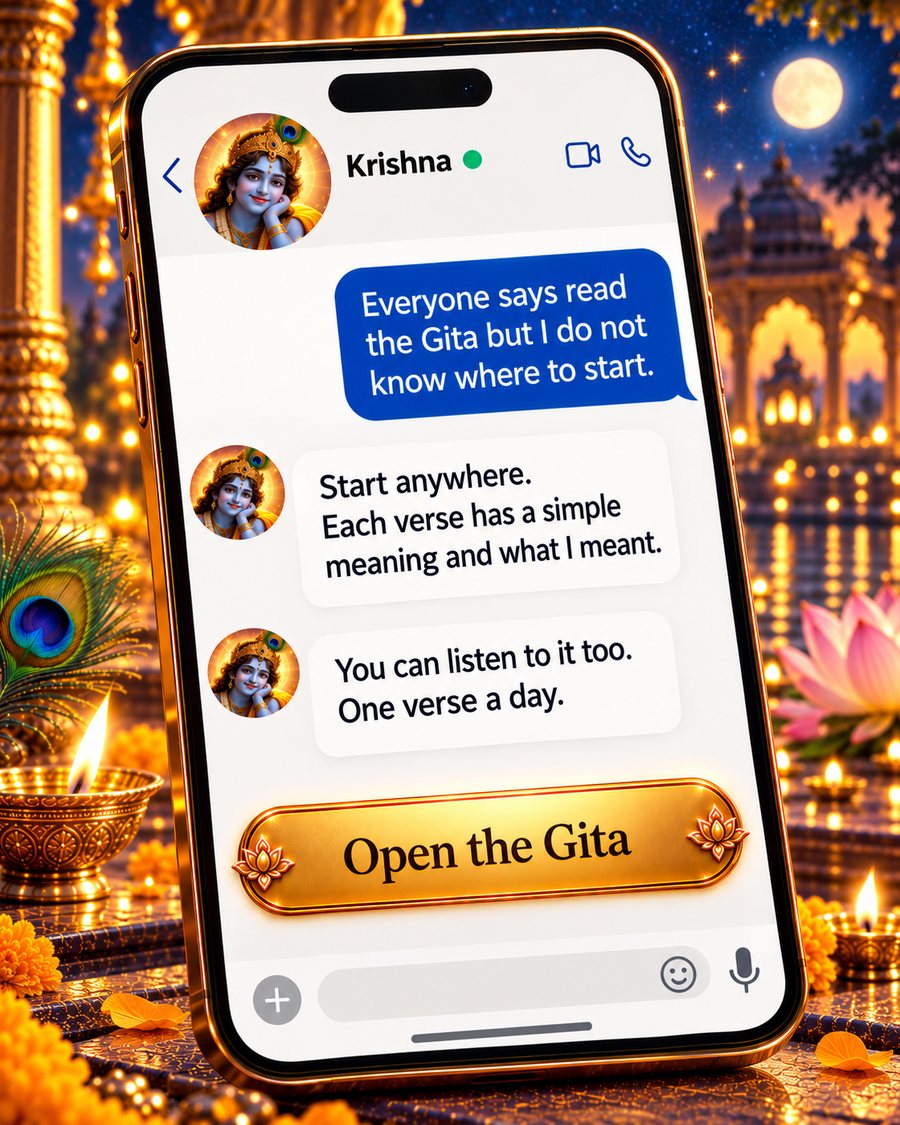 Krishna
Everyone says read
the Gita but I do not
know where to start.
Start anywhere.
Each verse has a simple
meaning and what I meant.
You can listen to it too.
One verse a day.
Open the Gita